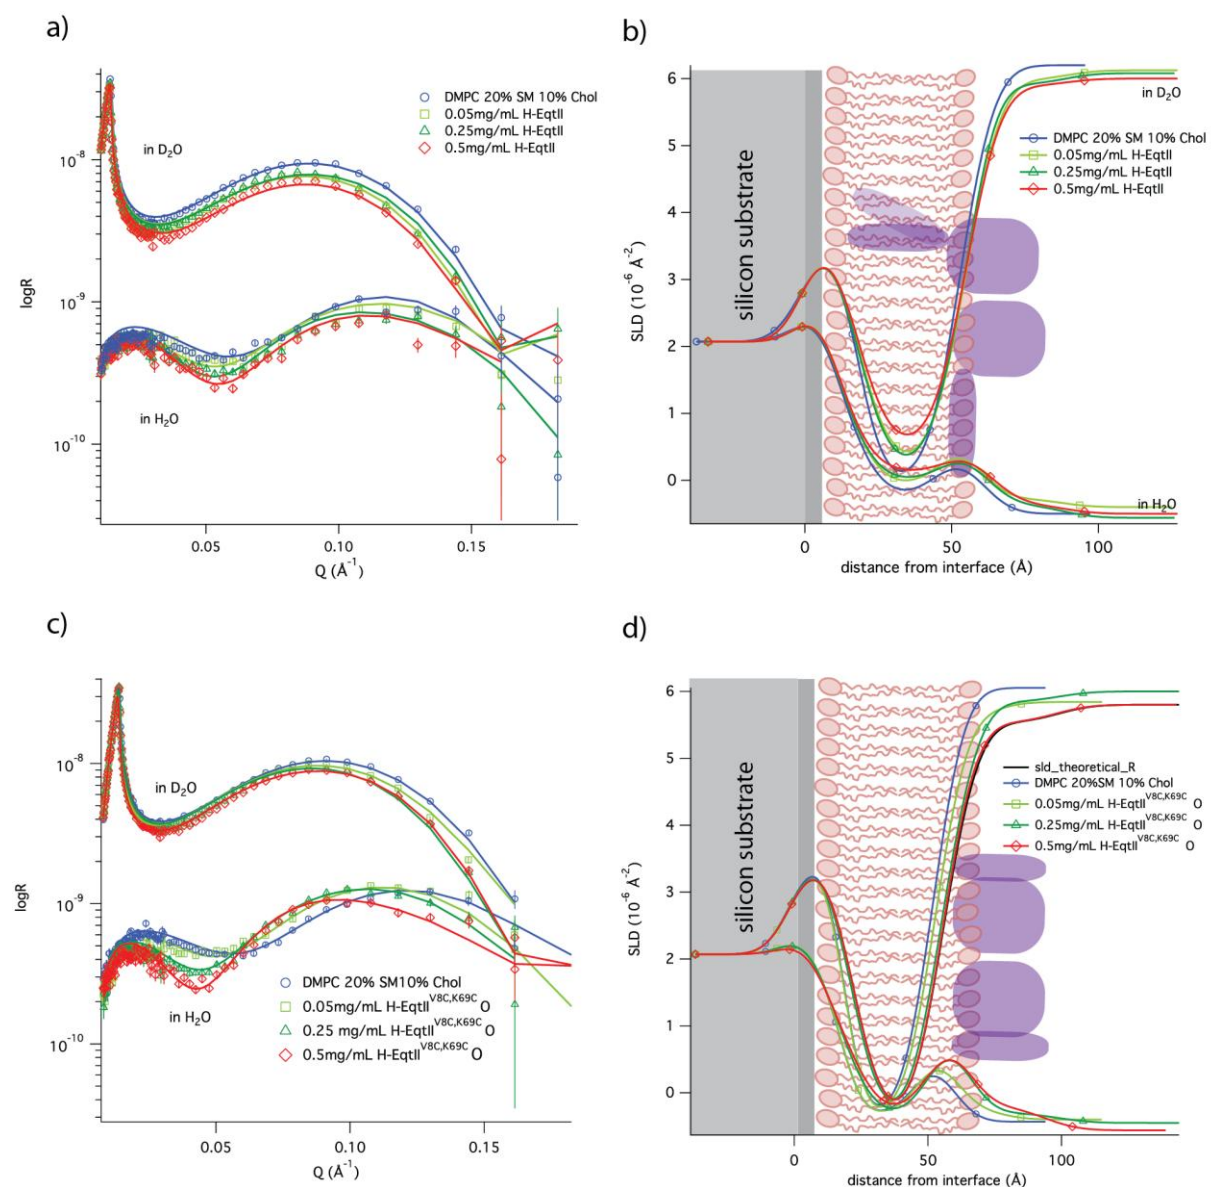 a)
10⁻⁸
10⁻⁹
10⁻¹⁰
logR
0.05
0.10
0.15
Q (Å⁻¹)
in D₂O
in H₂O
DMPC 20% SM 10% Chol
0.05mg/mL H-EqtII
0.25mg/mL H-EqtII
0.5mg/mL H-EqtII
b)
6
5
4
3
2
1
0
SLD (10⁻⁶ Å⁻²)
0
50
100
distance from interface (Å)
silicon substrate
in D₂O
DMPC 20% SM 10% Chol
0.05mg/mL H-EqtII
0.25mg/mL H-EqtII
0.5mg/mL H-EqtII
in H₂O
c)
10⁻⁸
10⁻⁹
10⁻¹⁰
logR
0.05
0.10
0.15
Q (Å⁻¹)
in D₂O
in H₂O
DMPC 20% SM10% Chol
0.05mg/mL H-EqtII^V8C,K69C O
0.25 mg/mL H-EqtII^V8C,K69C O
0.5mg/mL H-EqtII^V8C,K69C O
d)
6
5
4
3
2
1
0
SLD (10⁻⁶ Å⁻²)
0
50
100
distance from interface (Å)
silicon substrate
sld_theoretical_R
DMPC 20%SM 10% Chol
0.05mg/mL H-EqtII^V8C,K69C O
0.25mg/mL H-EqtII^V8C,K69C O
0.5mg/mL H-EqtII^V8C,K69C O